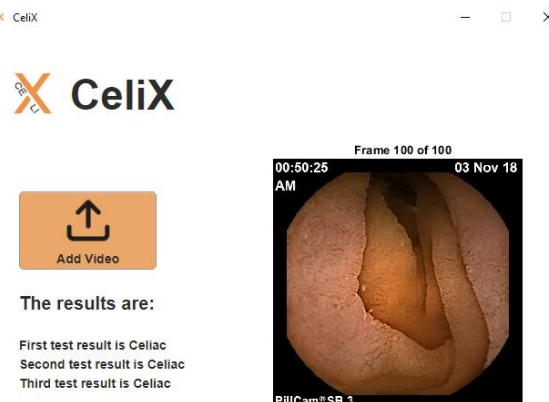 CeliX
CELI
CeliX
Frame 100 of 100
00:50:25
AM
03 Nov 18
Add Video
The results are:
First test result is Celiac
Second test result is Celiac
Third test result is Celiac
PillCam®SB 3